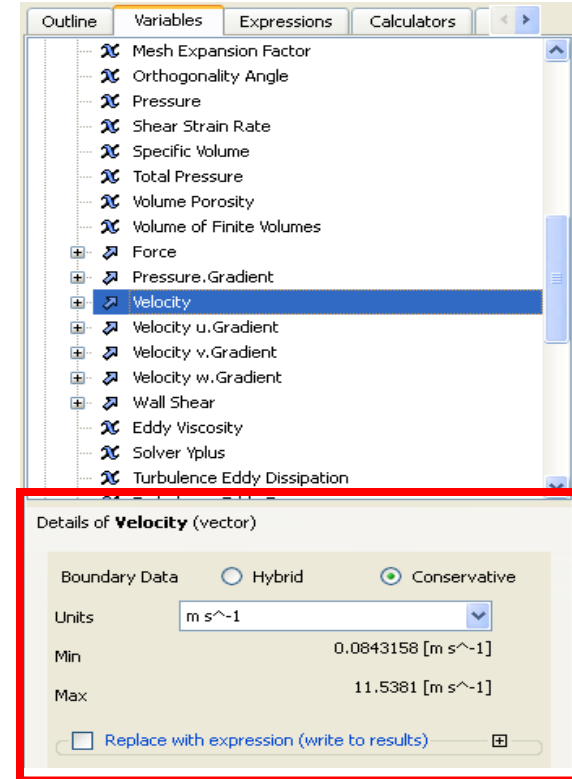 Outline Variables Expressions Calculators
Mesh Expansion Factor
Orthogonality Angle
Pressure
Shear Strain Rate
Specific Volume
Total Pressure
Volume Porosity
Volume of Finite Volumes
Force
Pressure.Gradient
Velocity
Velocity u.Gradient
Velocity v.Gradient
Velocity w.Gradient
Wall Shear
Eddy Viscosity
Solver Yplus
Turbulence Eddy Dissipation
Details of Velocity (vector)
Boundary Data Hybrid Conservative
Units m s^-1
Min 0.0843158 [m s^-1]
Max 11.5381 [m s^-1]
Replace with expression (write to results)